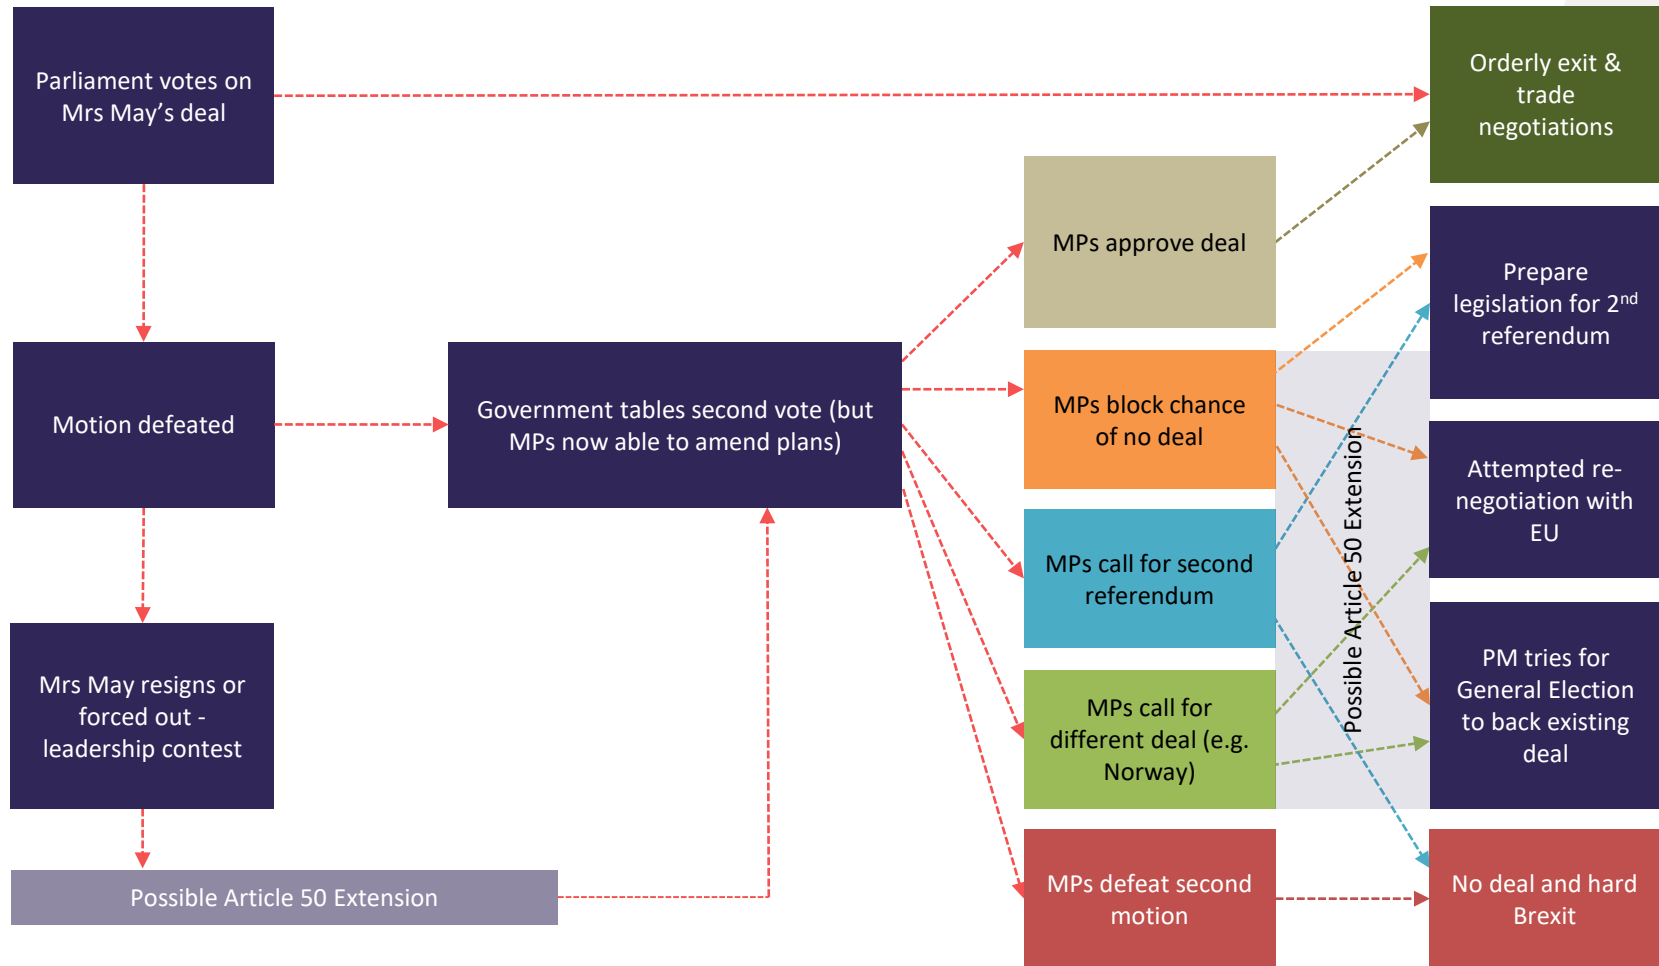 Parliament votes on
Mrs May’s deal
Orderly exit &
trade
negotiations
MPs approve deal
Prepare
legislation for 2nd
referendum
Motion defeated
Government tables second vote (but
MPs now able to amend plans)
MPs block chance
of no deal
Possible Article 50 Extension
Attempted re-
negotiation with
EU
MPs call for second
referendum
Mrs May resigns or
forced out -
leadership contest
MPs call for
different deal (e.g.
Norway)
PM tries for
General Election
to back existing
deal
Possible Article 50 Extension
MPs defeat second
motion
No deal and hard
Brexit